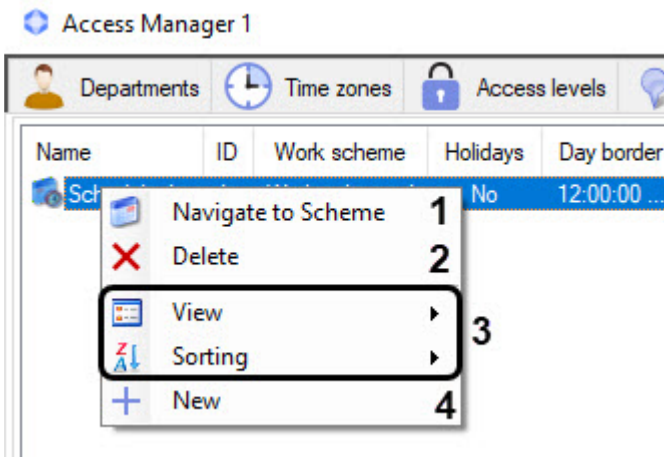 Access Manager 1
Departments Time zones Access levels
Name ID Work scheme Holidays Day border
No 12:00:00 ...
Navigate to Scheme 1
Delete 2
View
3
Sorting
New 4